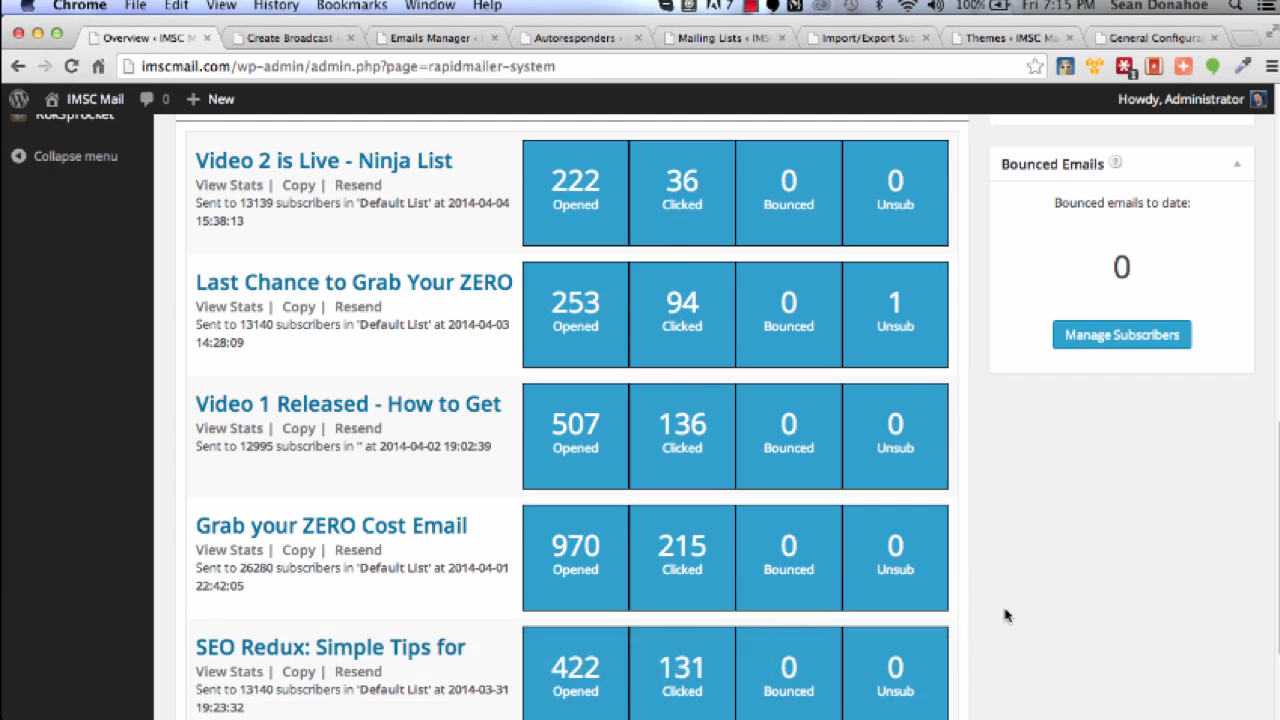 Chrome File Edit View History Bookmarks Window Help 7 100% Fri 7:15 PM Sean Donahoe
Overview ‹ IMSC M
Create Broadcast ‹
Emails Manager ‹
Autoresponders ‹
Mailing Lists ‹ IMS
Import/Export Sub
Themes ‹ IMSC Ma
General Configura
imscmail.com/wp-admin/admin.php?page=rapidmailer-system
IMSC Mail 0 + New
Howdy, Administrator
RokSprocket
Collapse menu
Video 2 is Live - Ninja List
View Stats | Copy | Resend
Sent to 13139 subscribers in 'Default List' at 2014-04-04
15:38:13
222 36 0 0
Opened Clicked Bounced Unsub
Last Chance to Grab Your ZERO
View Stats | Copy | Resend
Sent to 13140 subscribers in 'Default List' at 2014-04-03
14:28:09
253 94 0 1
Opened Clicked Bounced Unsub
Video 1 Released - How to Get
View Stats | Copy | Resend
Sent to 12995 subscribers in '' at 2014-04-02 19:02:39
507 136 0 0
Opened Clicked Bounced Unsub
Grab your ZERO Cost Email
View Stats | Copy | Resend
Sent to 26280 subscribers in 'Default List' at 2014-04-01
22:42:05
970 215 0 0
Opened Clicked Bounced Unsub
SEO Redux: Simple Tips for
View Stats | Copy | Resend
Sent to 13140 subscribers in 'Default List' at 2014-03-31
19:23:32
422 131 0 0
Opened Clicked Bounced Unsub
Bounced Emails ?
Bounced emails to date:
0
Manage Subscribers